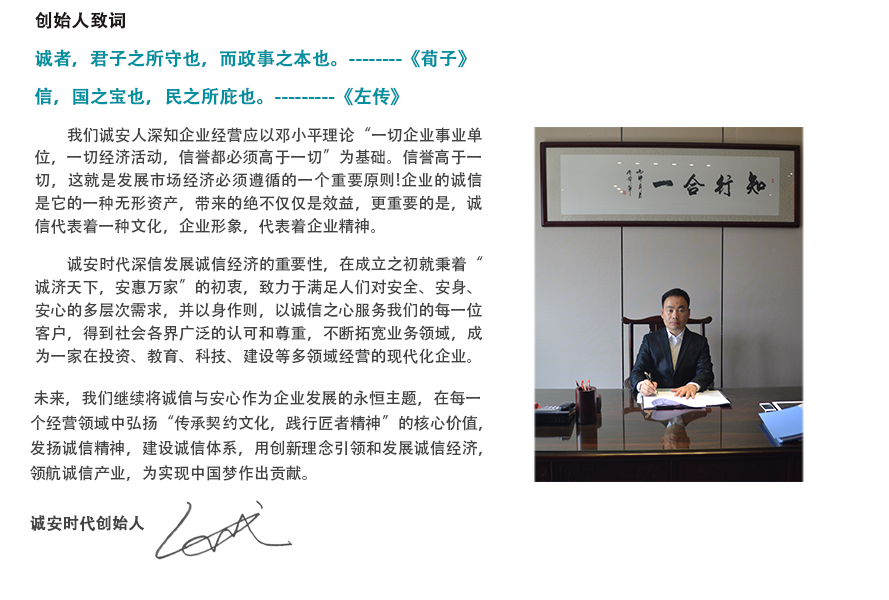 创始人致词
诚者，君子之所守也，而政事之本也。--------《荀子》
信，国之宝也，民之所庇也。---------《左传》
我们诚安人深知企业经营应以邓小平理论“一切企业事业单
位，一切经济活动，信誉都必须高于一切”为基础。信誉高于一
切，这就是发展市场经济必须遵循的一个重要原则!企业的诚信
是它的一种无形资产，带来的绝不仅仅是效益，更重要的是，诚
信代表着一种文化，企业形象，代表着企业精神。
诚安时代深信发展诚信经济的重要性，在成立之初就秉着“
诚济天下，安惠万家”的初衷，致力于满足人们对安全、安身、
安心的多层次需求，并以身作则，以诚信之心服务我们的每一位
客户，得到社会各界广泛的认可和尊重，不断拓宽业务领域，成
为一家在投资、教育、科技、建设等多领域经营的现代化企业。
未来，我们继续将诚信与安心作为企业发展的永恒主题，在每一
个经营领域中弘扬“传承契约文化，践行匠者精神”的核心价值，
发扬诚信精神，建设诚信体系，用创新理念引领和发展诚信经济，
领航诚信产业，为实现中国梦作出贡献。
诚安时代创始人
知行合一